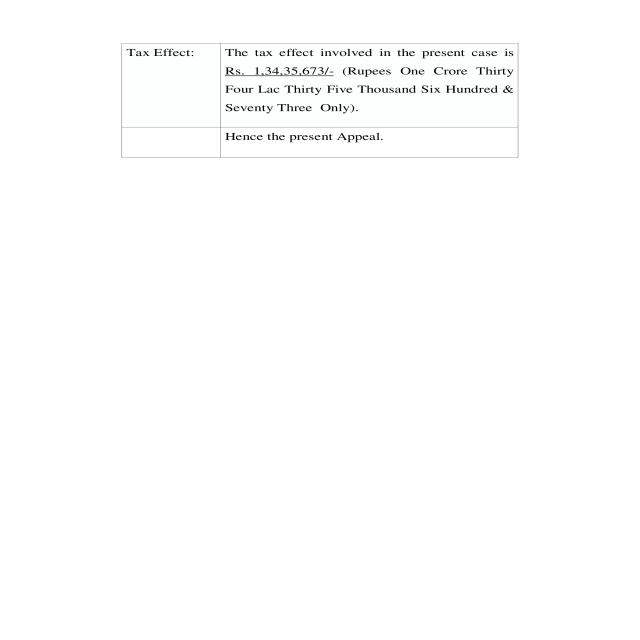 Tax Effect:
The tax effect involved in the present case is
Rs. 1,34,35,673/- (Rupees One Crore Thirty
Four Lac Thirty Five Thousand Six Hundred &
Seventy Three Only).
Hence the present Appeal.